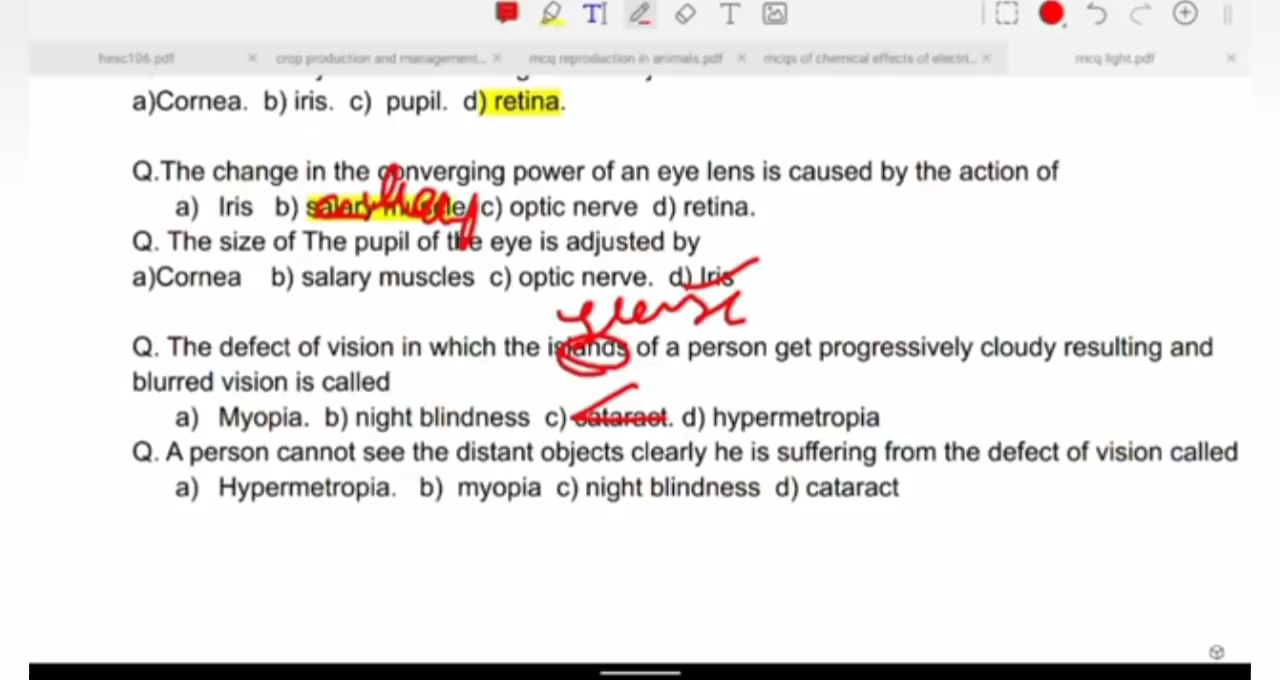 hesc106.pdf × crop production and management... × mcq reproduction in animals.pdf × mcqs of chemical effects of electri... × mcq light.pdf ×
a)Cornea. b) iris. c) pupil. d) retina.
Q.The change in the converging power of an eye lens is caused by the action of
a) Iris b) salary muscle c) optic nerve d) retina.
Q. The size of The pupil of the eye is adjusted by
a)Cornea b) salary muscles c) optic nerve. d) Iris
Q. The defect of vision in which the islands of a person get progressively cloudy resulting and
blurred vision is called
a) Myopia. b) night blindness c) cataract. d) hypermetropia
Q. A person cannot see the distant objects clearly he is suffering from the defect of vision called
a) Hypermetropia. b) myopia c) night blindness d) cataract